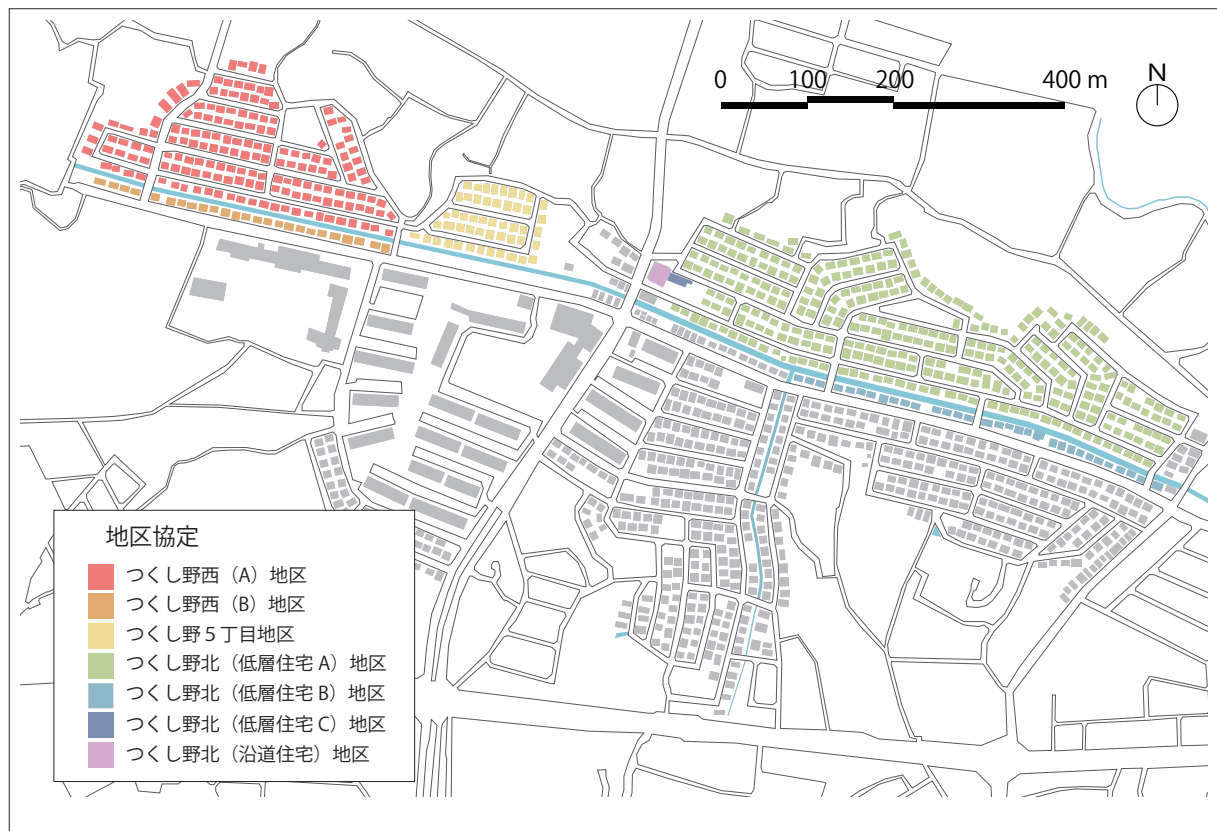 0 100 200 400 m
N
地区協定
つくし野西（A）地区
つくし野西（B）地区
つくし野５丁目地区
つくし野北（低層住宅 A）地区
つくし野北（低層住宅 B）地区
つくし野北（低層住宅 C）地区
つくし野北（沿道住宅）地区